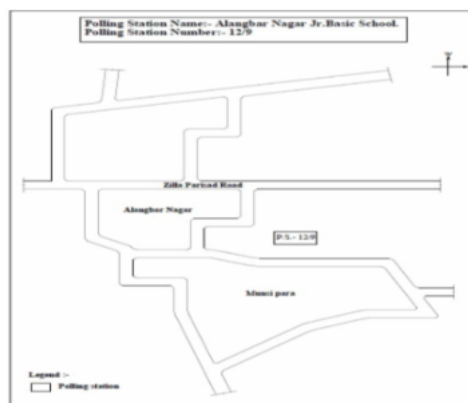 Polling Station Name:- Alangbar Nagar Jr.Basic School.
Polling Station Number:- 12/9
Zilla Parisad Road
Alangbar Nagar
P.S.- 12/9
Munsi para
Legend :-
Polling station